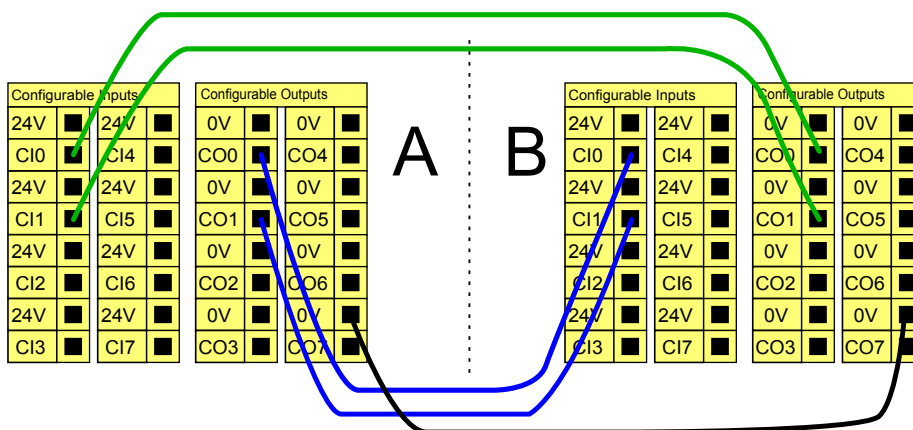 Configurable Inputs
24V 24V
CI0 CI4
24V 24V
CI1 CI5
24V 24V
CI2 CI6
24V 24V
CI3 CI7
Configurable Outputs
0V 0V
CO0 CO4
0V 0V
CO1 CO5
0V 0V
CO2 CO6
0V 0V
CO3 CO7
A
B
Configurable Inputs
24V 24V
CI0 CI4
24V 24V
CI1 CI5
24V 24V
CI2 CI6
24V 24V
CI3 CI7
Configurable Outputs
0V 0V
CO0 CO4
0V 0V
CO1 CO5
0V 0V
CO2 CO6
0V 0V
CO3 CO7